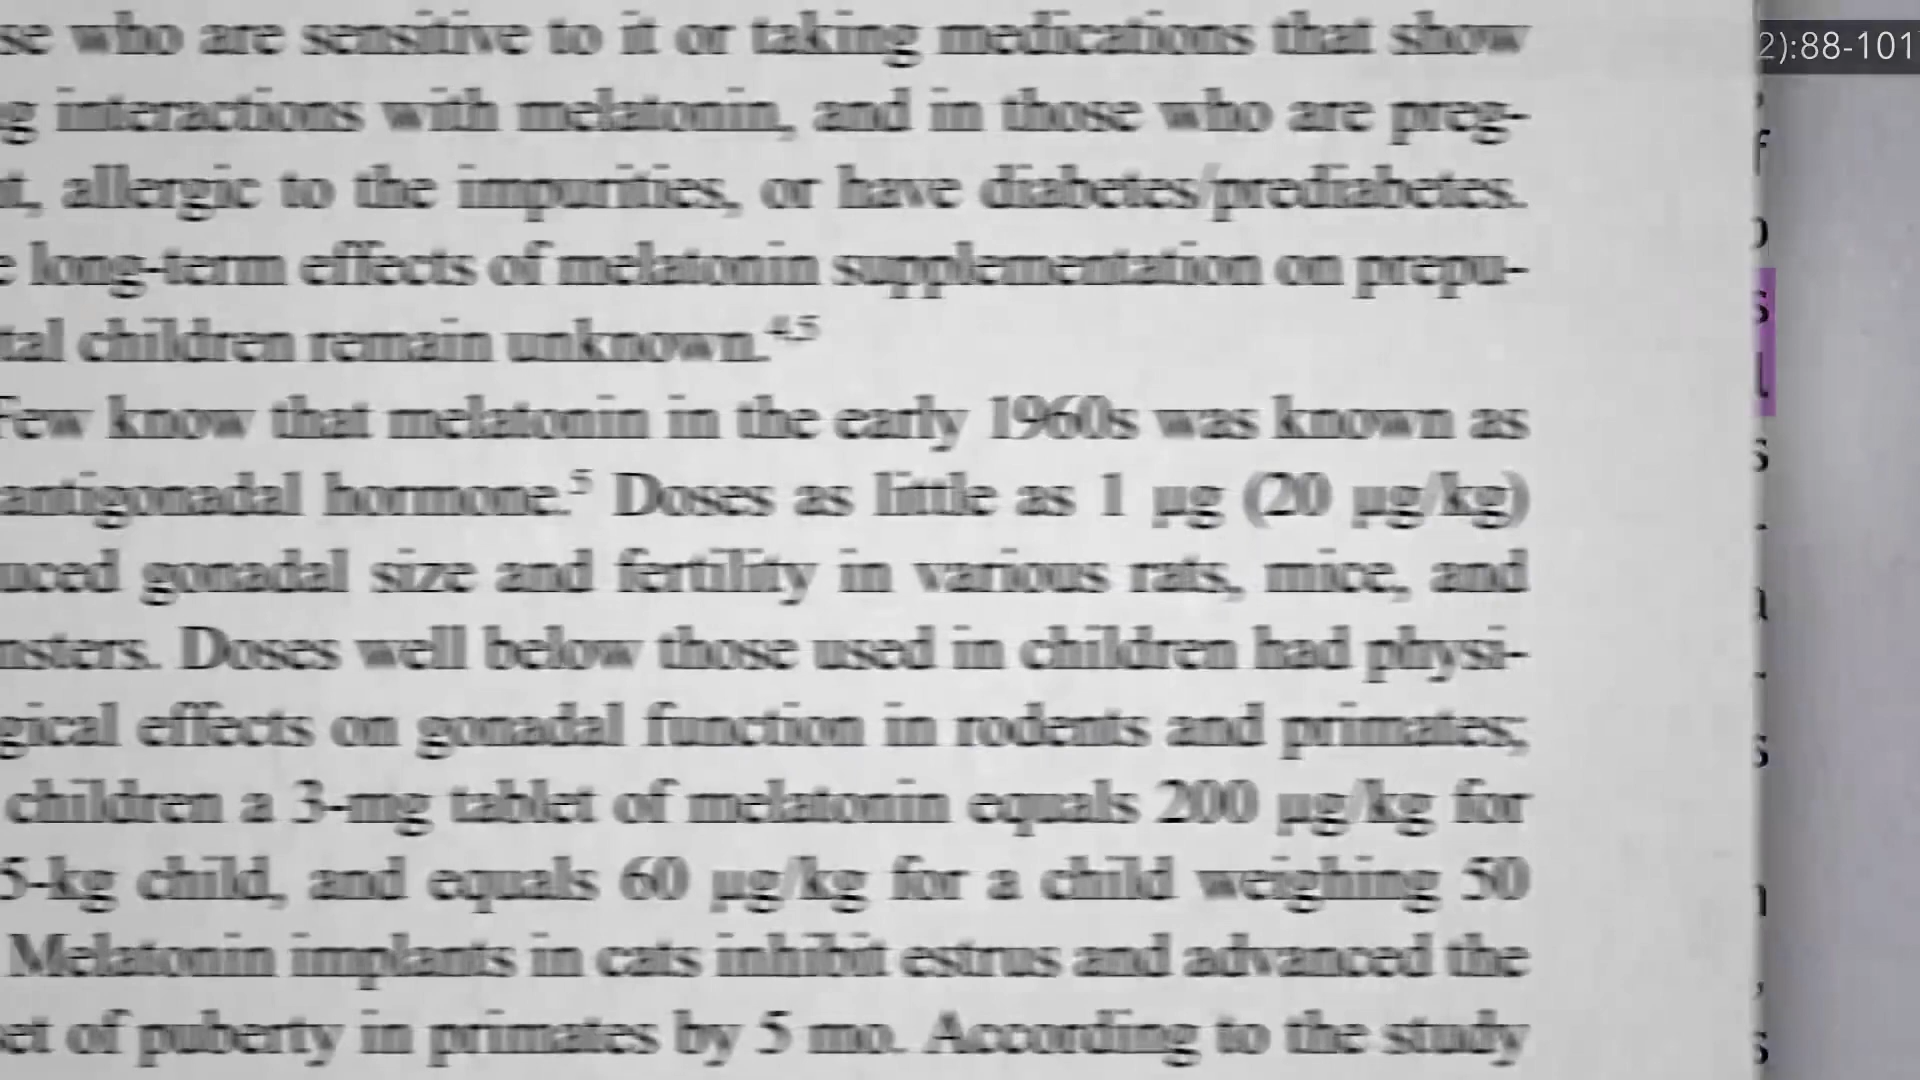 se who are sensitive to it or taking medications that show
g interactions with melatonin, and in those who are preg-
t, allergic to the impurities, or have diabetes/prediabetes.
e long-term effects of melatonin supplementation on prepu-
tal children remain unknown.4,5
Few know that melatonin in the early 1960s was known as
antigonadal hormone.5 Doses as little as 1 µg (20 µg/kg)
uced gonadal size and fertility in various rats, mice, and
nsters. Doses well below those used in children had physi-
gical effects on gonadal function in rodents and primates;
children a 3-mg tablet of melatonin equals 200 µg/kg for
5-kg child, and equals 60 µg/kg for a child weighing 50
Melatonin implants in cats inhibit estrus and advanced the
et of puberty in primates by 5 mo. According to the study
2):88-101